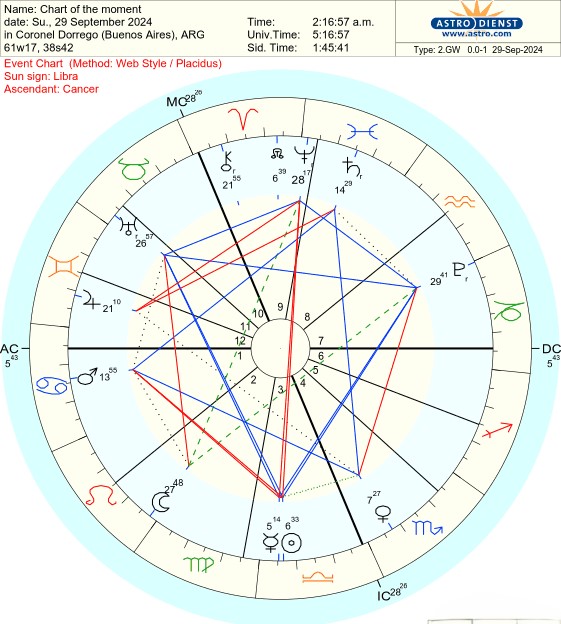 Name: Chart of the moment
date: Su., 29 September 2024
in Coronel Dorrego (Buenos Aires), ARG
61w17, 38s42
Time: 2:16:57 a.m.
Univ.Time: 5:16:57
Sid. Time: 1:45:41
ASTRO DIENST
www.astro.com
Type: 2.GW 0.0-1 29-Sep-2024
Event Chart (Method: Web Style / Placidus)
Sun sign: Libra
Ascendant: Cancer
MC 28 26
♈
♓
♉
♒
♊
♑
♋
♐
♌
♏
♍
♎
21 55 r
6 39
28 17 r
14 29 r
26 57 r
29 41 r
21 10
13 55
27 48
5 14
6 33
7 27
AC 5 43
DC 5 43
IC 28 26
1
2
3
4
5
6
7
8
9
10
11
12